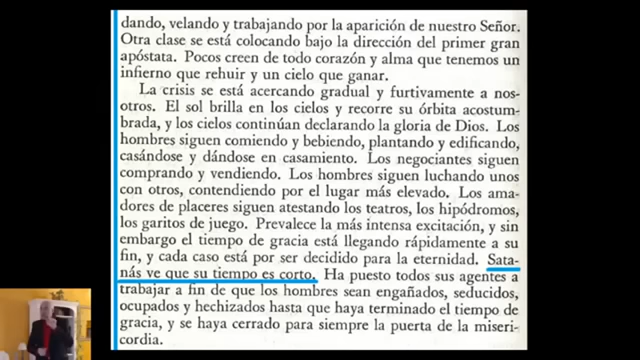 dando, velando y trabajando por la aparición de nuestro Señor.
Otra clase se está colocando bajo la dirección del primer gran
apóstata. Pocos creen de todo corazón y alma que tenemos un
infierno que rehuir y un cielo que ganar.
La crisis se está acercando gradual y furtivamente a nos-
otros. El sol brilla en los cielos y recorre su órbita acostum-
brada, y los cielos continúan declarando la gloria de Dios. Los
hombres siguen comiendo y bebiendo, plantando y edificando,
casándose y dándose en casamiento. Los negociantes siguen
comprando y vendiendo. Los hombres siguen luchando unos
con otros, contendiendo por el lugar más elevado. Los ama-
dores de placeres siguen atestando los teatros, los hipódromos,
los garitos de juego. Prevalece la más intensa excitación, y sin
embargo el tiempo de gracia está llegando rápidamente a su
fin, y cada caso está por ser decidido para la eternidad. Sata-
nás ve que su tiempo es corto. Ha puesto todos sus agentes a
trabajar a fin de que los hombres sean engañados, seducidos,
ocupados y hechizados hasta que haya terminado el tiempo de
gracia, y se haya cerrado para siempre la puerta de la miseri-
cordia.